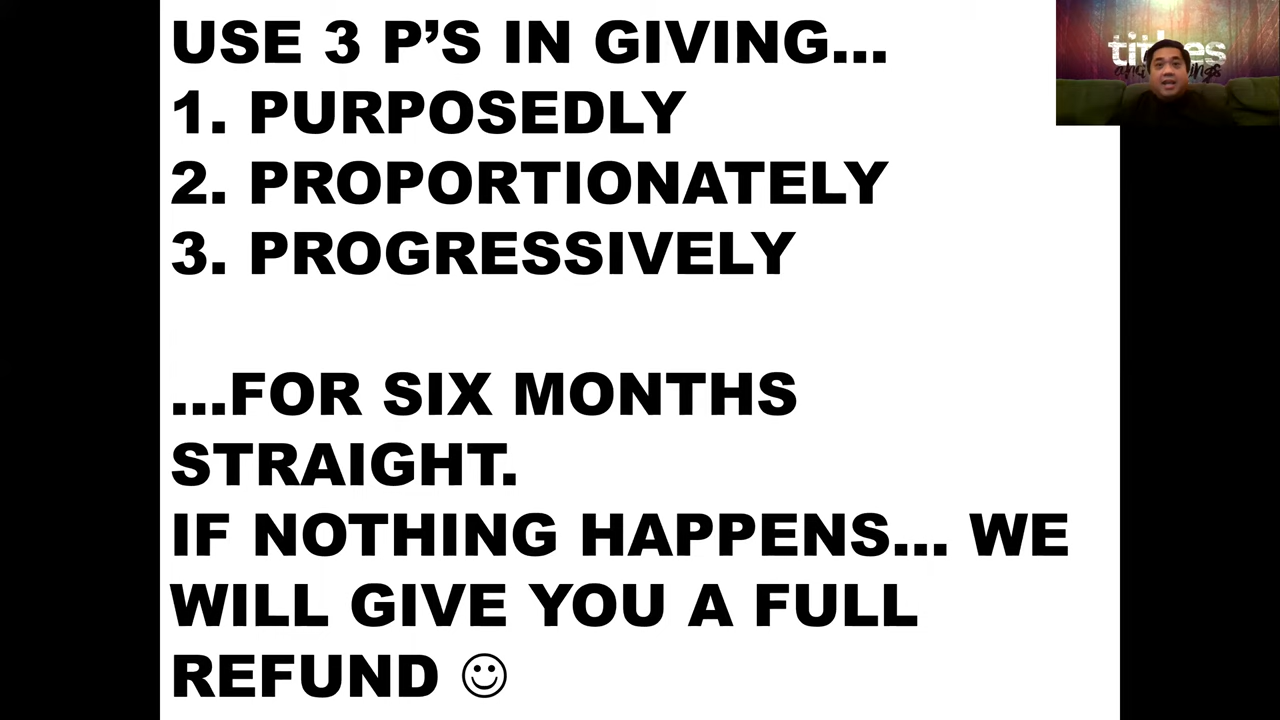 USE 3 P’S IN GIVING...
1. PURPOSEDLY
2. PROPORTIONATELY
3. PROGRESSIVELY
...FOR SIX MONTHS
STRAIGHT.
IF NOTHING HAPPENS... WE
WILL GIVE YOU A FULL
REFUND ☺